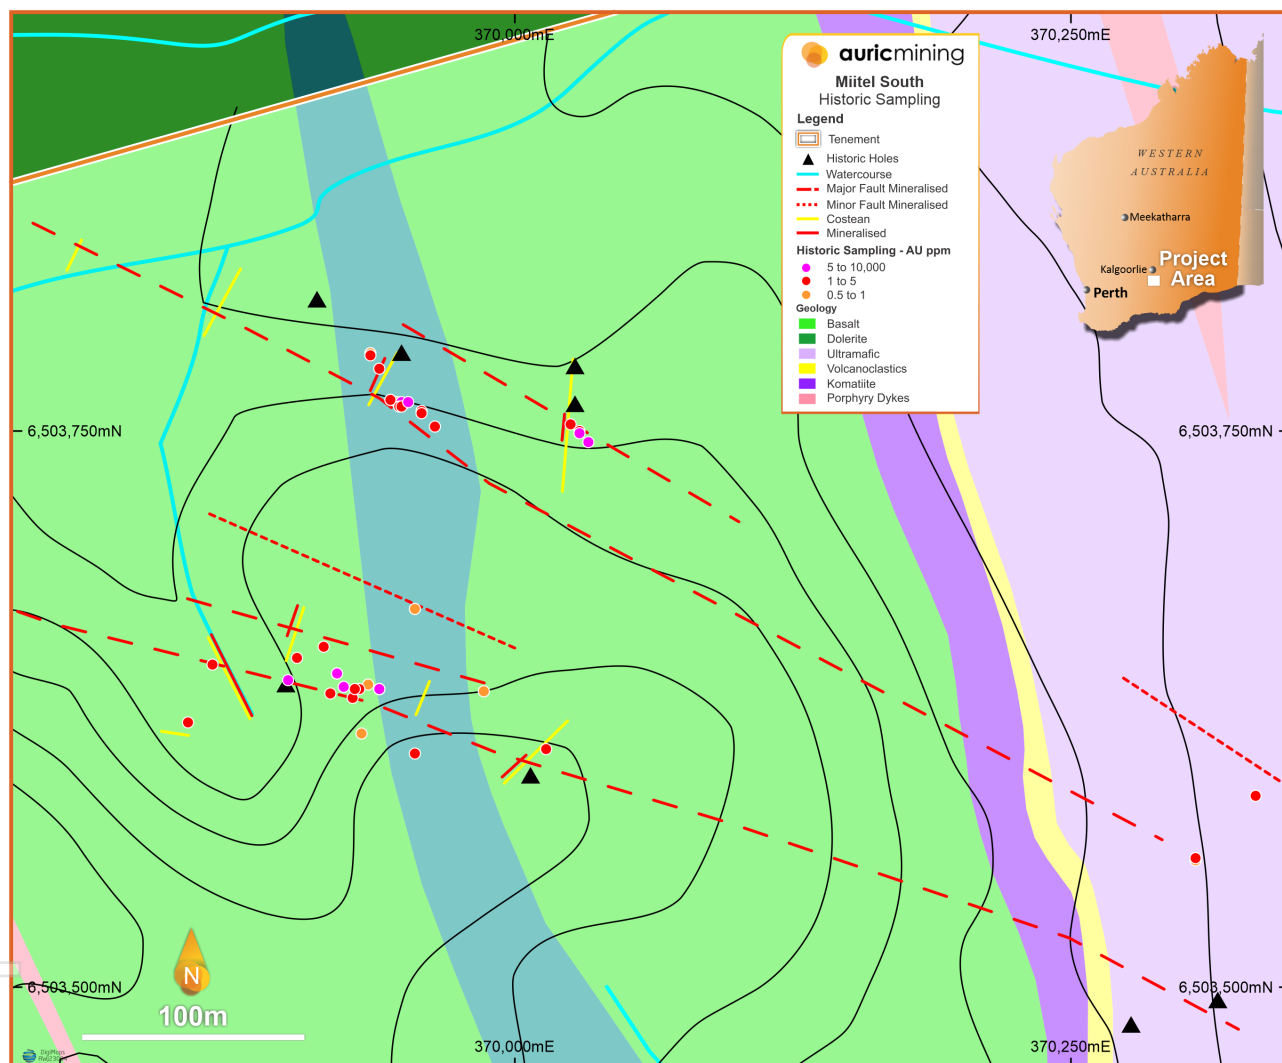 370,000mE
370,250mE
auricmining
Miitel South
Historic Sampling
Legend
Tenement
Historic Holes
Watercourse
Major Fault Mineralised
Minor Fault Mineralised
Costean
Mineralised
Historic Sampling - AU ppm
5 to 10,000
1 to 5
0.5 to 1
Geology
Basalt
Dolerite
Ultramafic
Volcanoclastics
Komatiite
Porphyry Dykes
WESTERN
AUSTRALIA
Meekatharra
Kalgoorlie
Project
Area
Perth
6,503,750mN
6,503,750mN
N
100m
6,503,500mN
6,503,500mN
370,000mE
370,250mE
DigiMaps